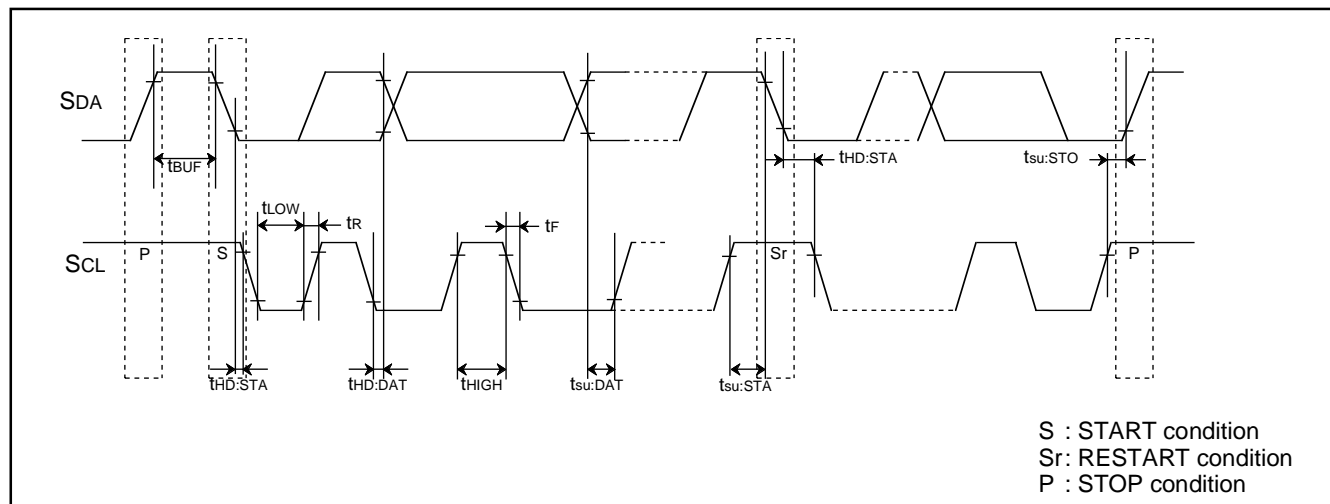 SDA
tBUF
tHD:STA
tsu:STO
tLOW
tR
tF
SCL
P
S
Sr
P
tHD:STA
tHD:DAT
tHIGH
tsu:DAT
tsu:STA
S : START condition
Sr: RESTART condition
P : STOP condition